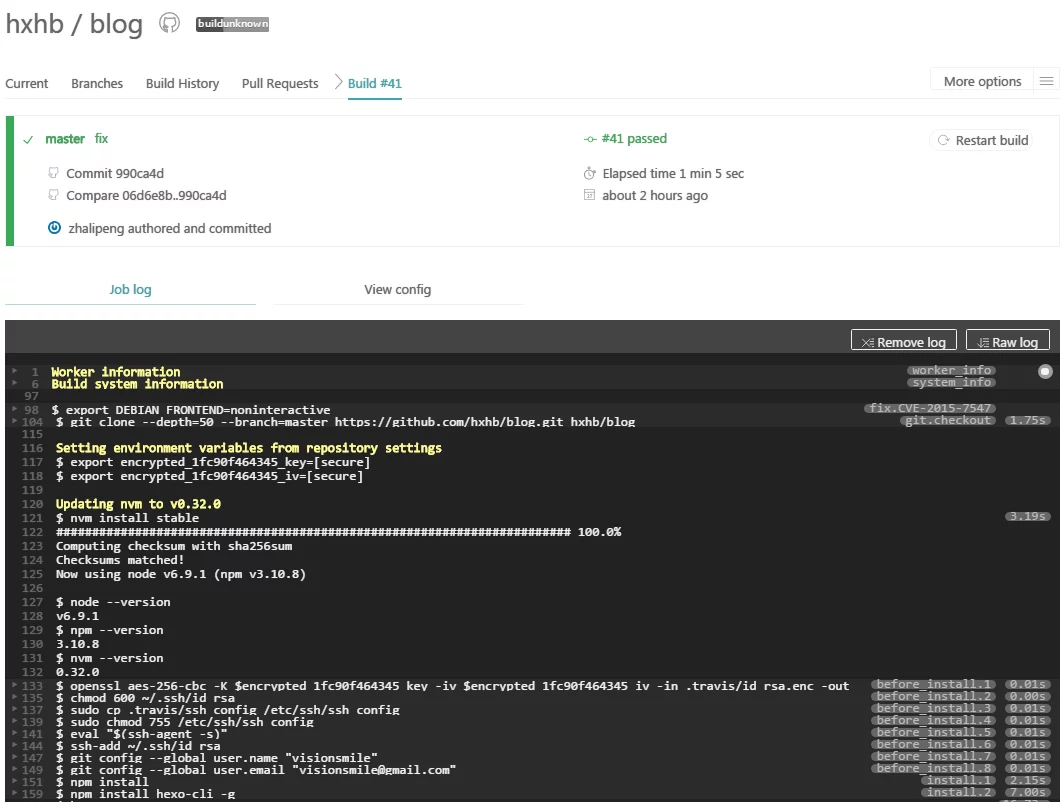 hxhb / blog build unknown
Current Branches Build History Pull Requests Build #41 More options
master fix #41 passed Restart build
Commit 990ca4d Elapsed time 1 min 5 sec
Compare 06d6e8b..990ca4d about 2 hours ago
zhalipeng authored and committed
Job log View config
Remove log Raw log
1 Worker information worker_info
6 Build system information system_info
97
98 $ export DEBIAN_FRONTEND=noninteractive fix.CVE-2015-7547
104 $ git clone --depth=50 --branch=master https://github.com/hxhb/blog.git hxhb/blog git.checkout 1.75s
115
116 Setting environment variables from repository settings
117 $ export encrypted_1fc90f464345_key=[secure]
118 $ export encrypted_1fc90f464345_iv=[secure]
119
120 Updating nvm to v0.32.0
121 $ nvm install stable 3.19s
122 ######################################################################## 100.0%
123 Computing checksum with sha256sum
124 Checksums matched!
125 Now using node v6.9.1 (npm v3.10.8)
126
127 $ node --version
128 v6.9.1
129 $ npm --version
130 3.10.8
131 $ nvm --version
132 0.32.0
133 $ openssl aes-256-cbc -K $encrypted_1fc90f464345_key -iv $encrypted_1fc90f464345_iv -in .travis/id_rsa.enc -out before_install.1 0.01s
135 $ chmod 600 ~/.ssh/id_rsa before_install.2 0.00s
137 $ sudo cp .travis/ssh_config /etc/ssh/ssh_config before_install.3 0.01s
139 $ sudo chmod 755 /etc/ssh/ssh_config before_install.4 0.01s
141 $ eval "$(ssh-agent -s)" before_install.5 0.01s
144 $ ssh-add ~/.ssh/id_rsa before_install.6 0.01s
147 $ git config --global user.name "visionsmile" before_install.7 0.01s
149 $ git config --global user.email "visionsmile@gmail.com" before_install.8 0.01s
151 $ npm install install.1 2.15s
159 $ npm install hexo-cli -g install.2 7.00s